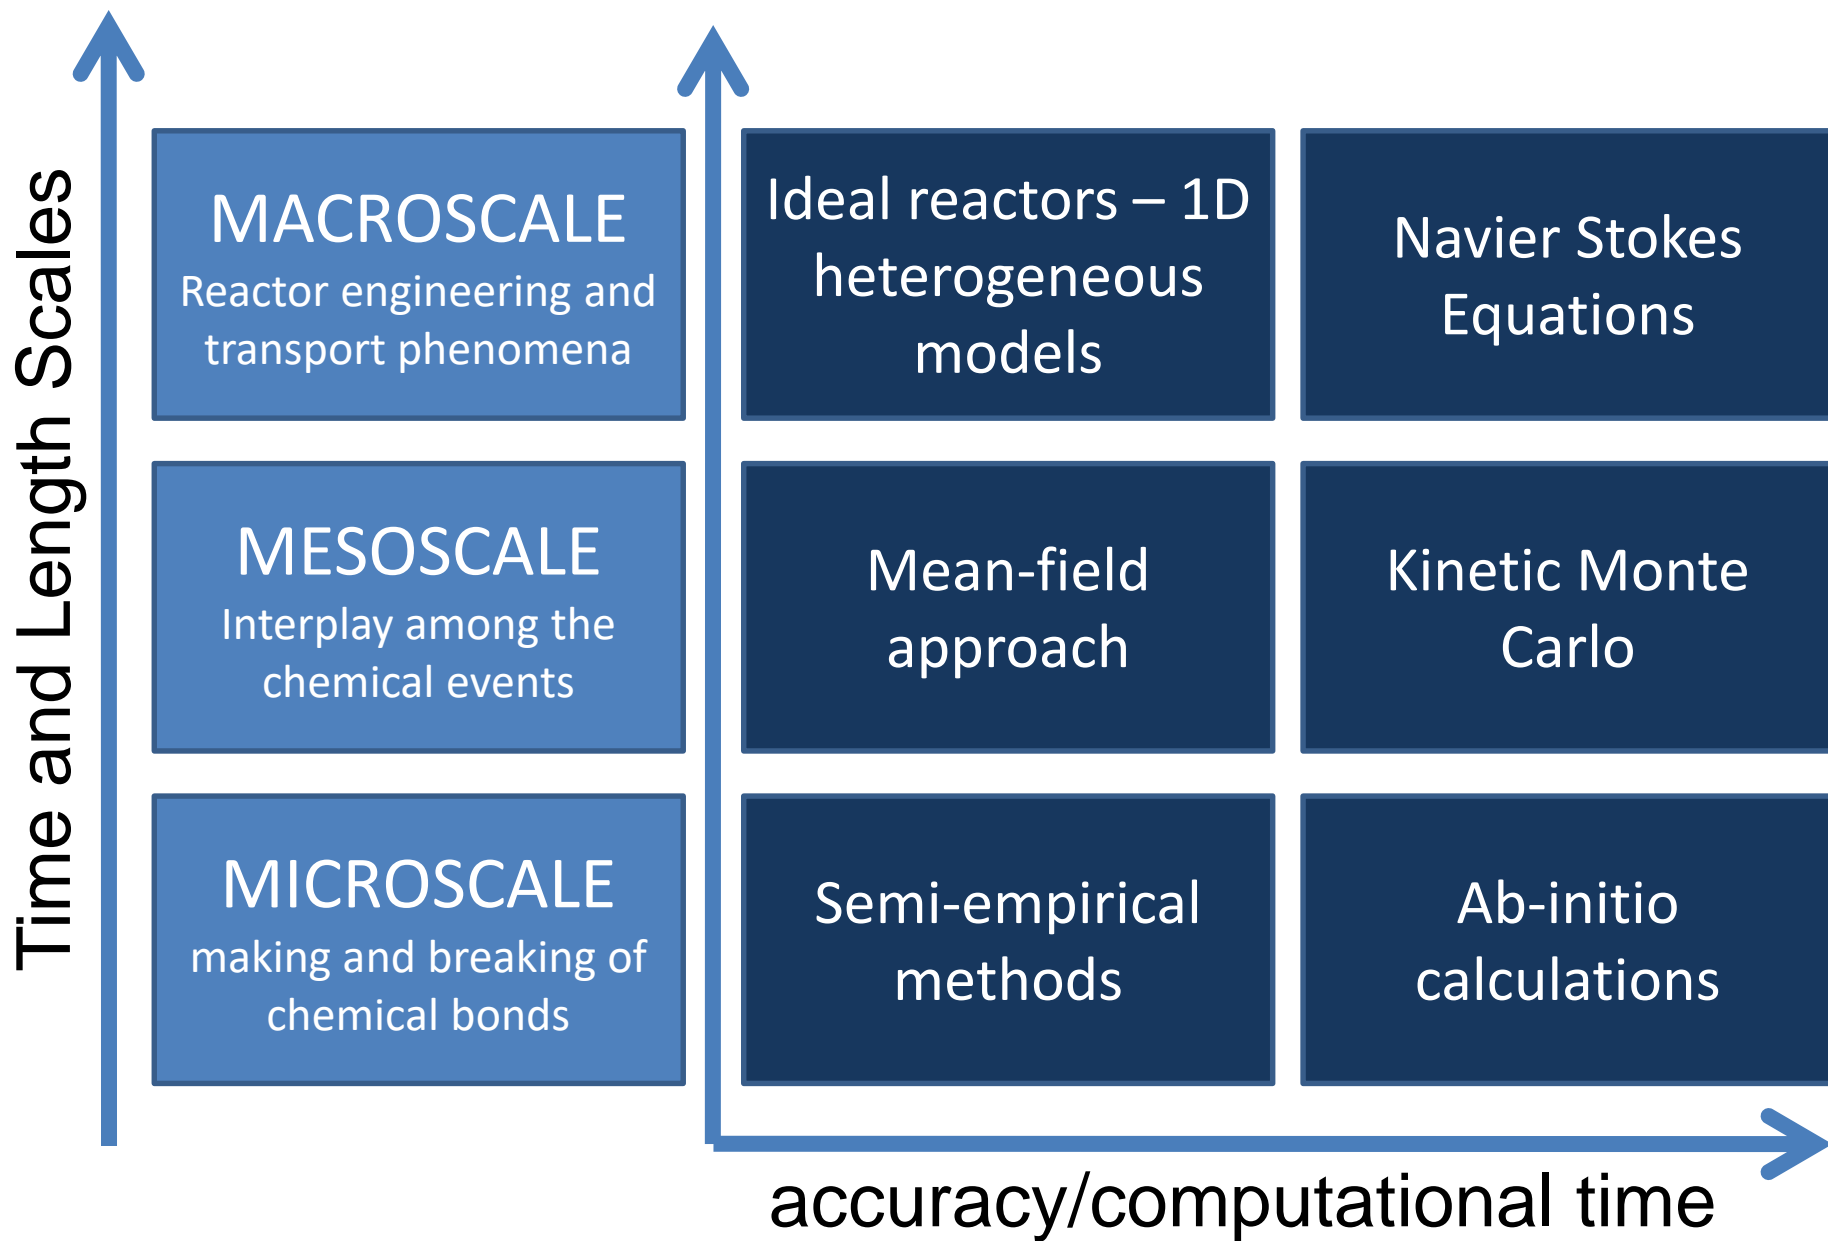 Time and Length Scales
MACROSCALE
Reactor engineering and
transport phenomena
Ideal reactors – 1D
heterogeneous
models
Navier Stokes
Equations
MESOSCALE
Interplay among the
chemical events
Mean-field
approach
Kinetic Monte
Carlo
MICROSCALE
making and breaking of
chemical bonds
Semi-empirical
methods
Ab-initio
calculations
accuracy/computational time